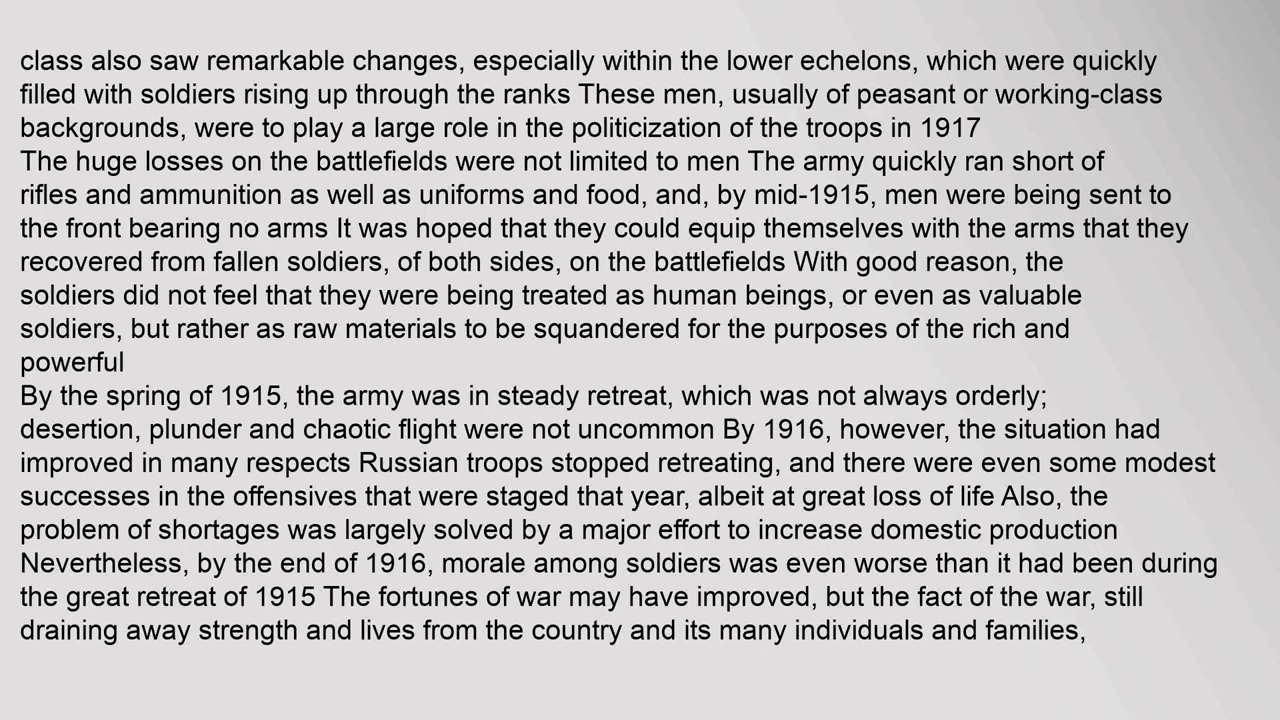 class also saw remarkable changes, especially within the lower echelons, which were quickly
filled with soldiers rising up through the ranks These men, usually of peasant or working-class
backgrounds, were to play a large role in the politicization of the troops in 1917
The huge losses on the battlefields were not limited to men The army quickly ran short of
rifles and ammunition as well as uniforms and food, and, by mid-1915, men were being sent to
the front bearing no arms It was hoped that they could equip themselves with the arms that they
recovered from fallen soldiers, of both sides, on the battlefields With good reason, the
soldiers did not feel that they were being treated as human beings, or even as valuable
soldiers, but rather as raw materials to be squandered for the purposes of the rich and
powerful
By the spring of 1915, the army was in steady retreat, which was not always orderly;
desertion, plunder and chaotic flight were not uncommon By 1916, however, the situation had
improved in many respects Russian troops stopped retreating, and there were even some modest
successes in the offensives that were staged that year, albeit at great loss of life Also, the
problem of shortages was largely solved by a major effort to increase domestic production
Nevertheless, by the end of 1916, morale among soldiers was even worse than it had been during
the great retreat of 1915 The fortunes of war may have improved, but the fact of the war, still
draining away strength and lives from the country and its many individuals and families,